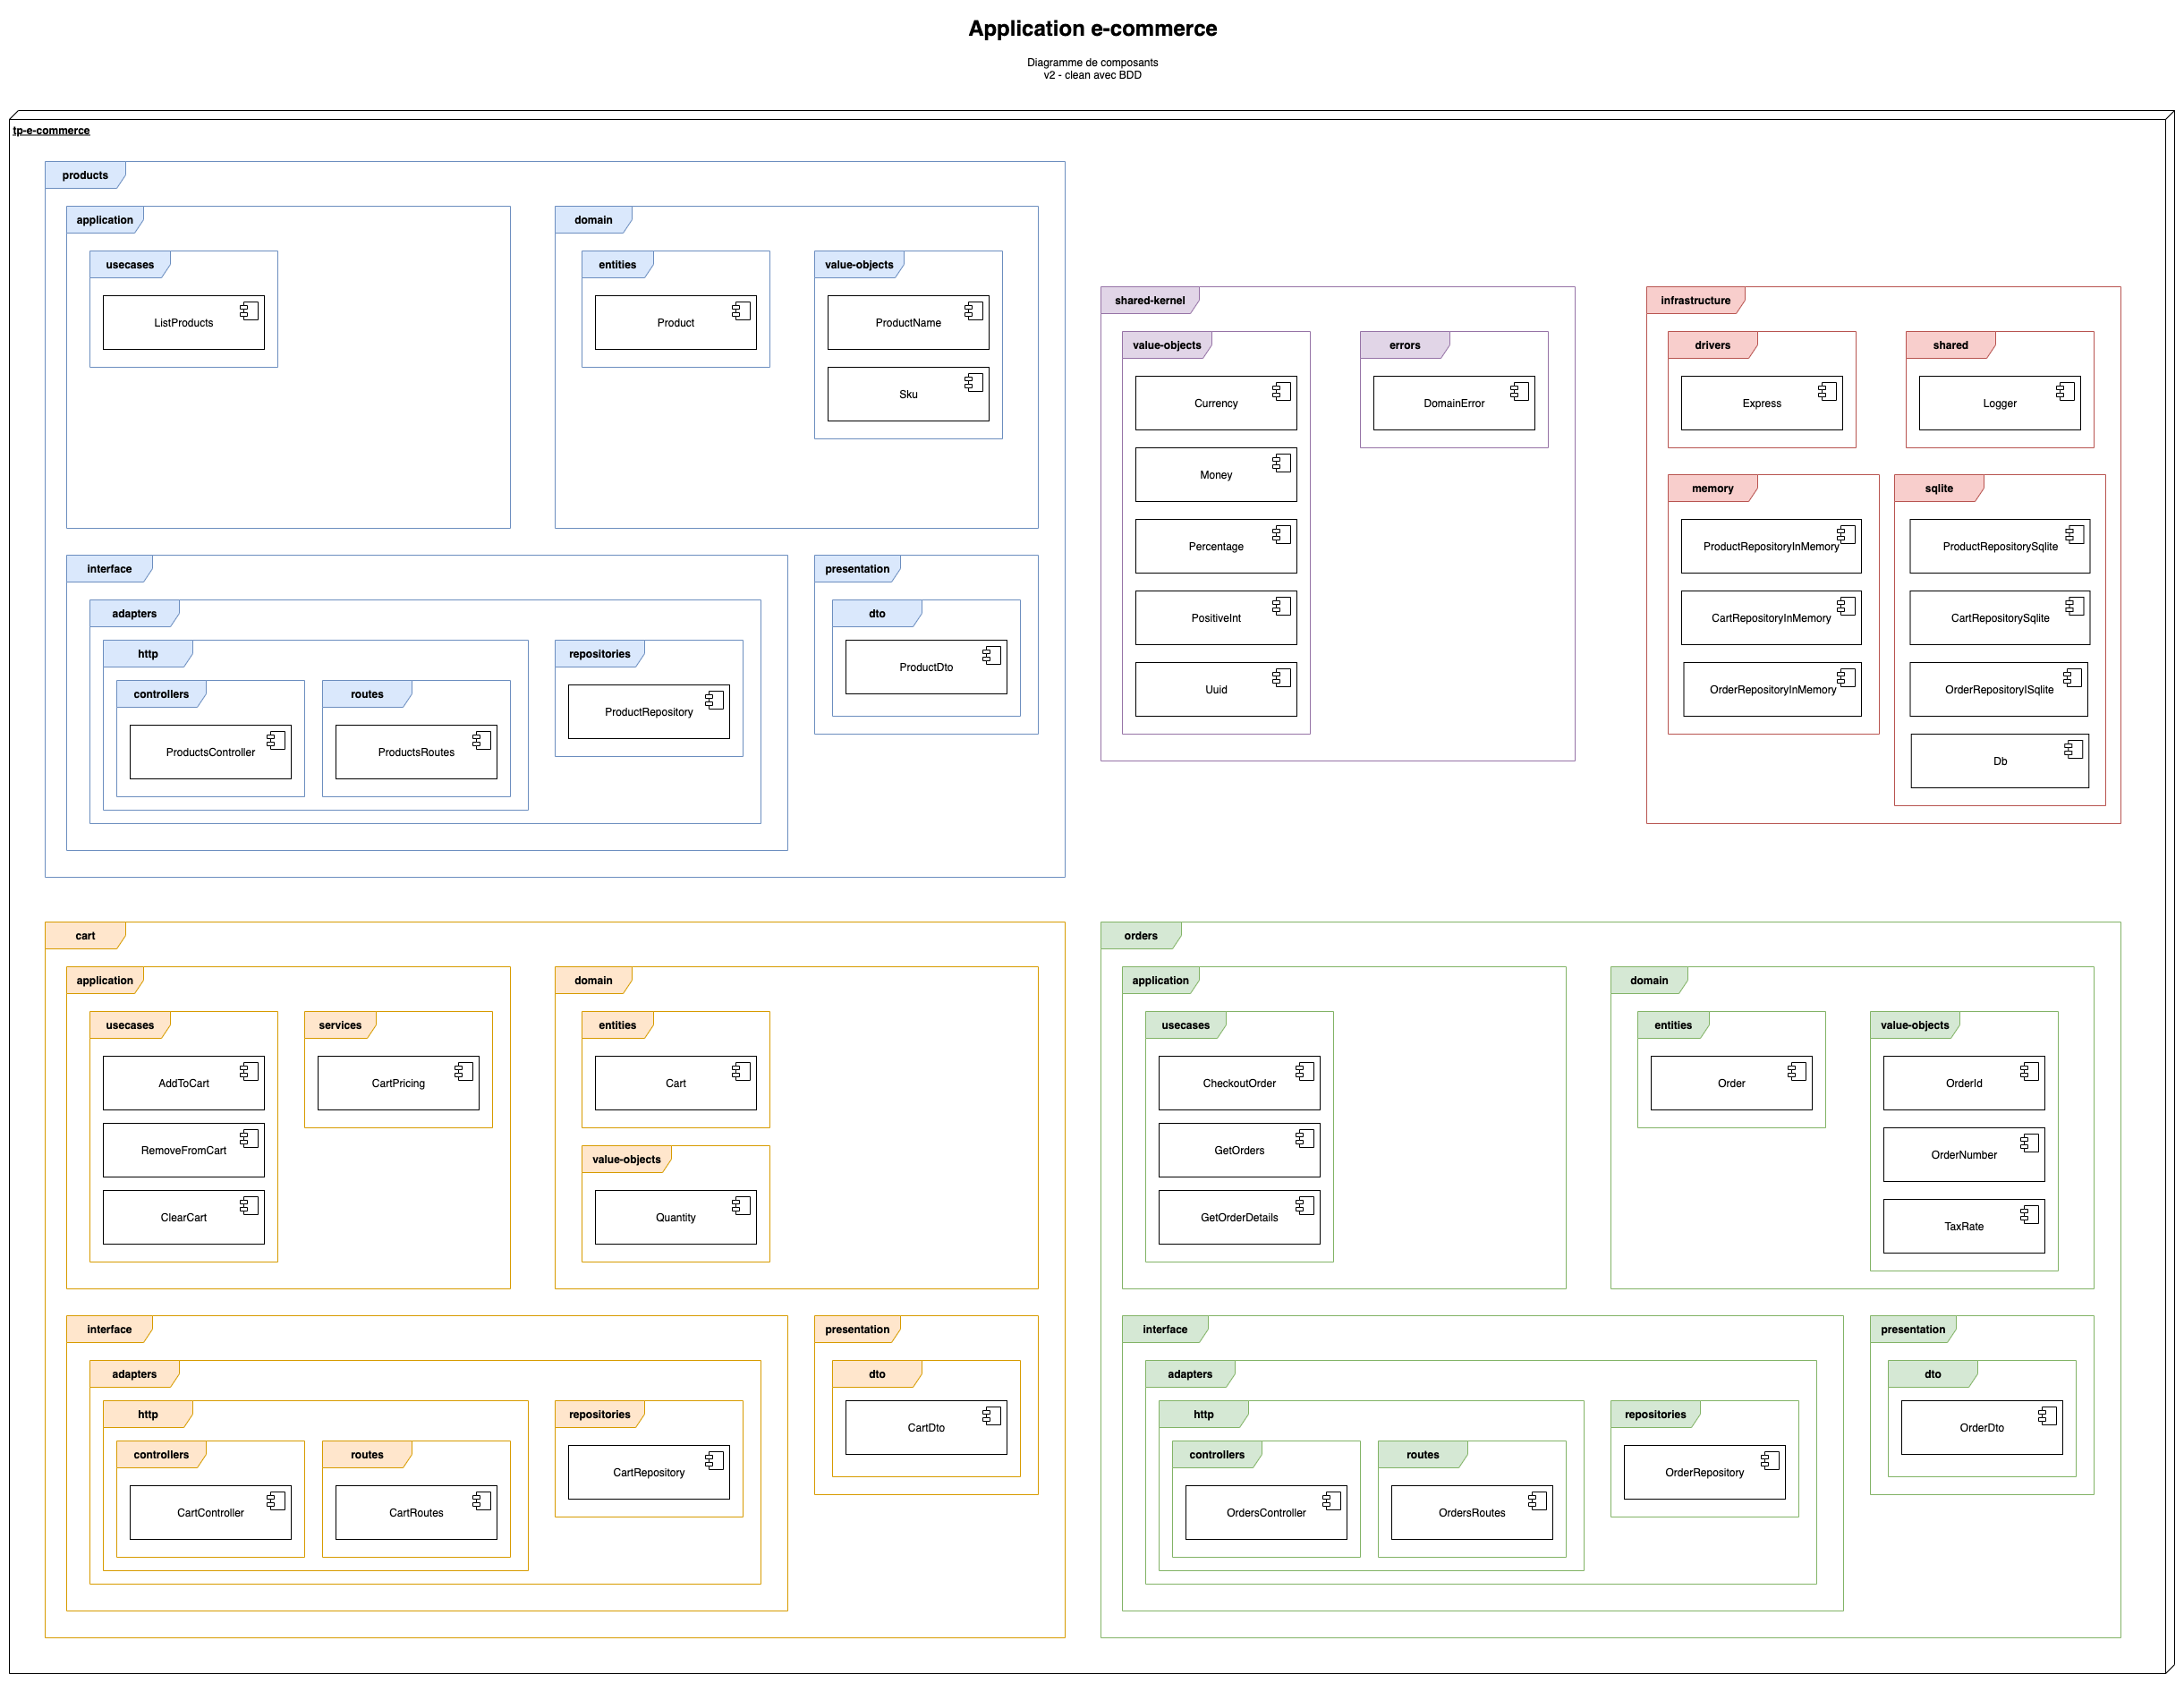 Application e-commerce
Diagramme de composants
v2 - clean avec BDD
tp-e-commerce
products
application
usecases
ListProducts
domain
entities
Product
value-objects
ProductName
Sku
interface
adapters
http
controllers
ProductsController
routes
ProductsRoutes
repositories
ProductRepository
presentation
dto
ProductDto
shared-kernel
value-objects
Currency
Money
Percentage
PositiveInt
Uuid
errors
DomainError
infrastructure
drivers
Express
shared
Logger
memory
ProductRepositoryInMemory
CartRepositoryInMemory
OrderRepositoryInMemory
sqlite
ProductRepositorySqlite
CartRepositorySqlite
OrderRepositoryISqlite
Db
cart
application
usecases
AddToCart
RemoveFromCart
ClearCart
services
CartPricing
domain
entities
Cart
value-objects
Quantity
interface
adapters
http
controllers
CartController
routes
CartRoutes
repositories
CartRepository
presentation
dto
CartDto
orders
application
usecases
CheckoutOrder
GetOrders
GetOrderDetails
domain
entities
Order
value-objects
OrderId
OrderNumber
TaxRate
interface
adapters
http
controllers
OrdersController
routes
OrdersRoutes
repositories
OrderRepository
presentation
dto
OrderDto